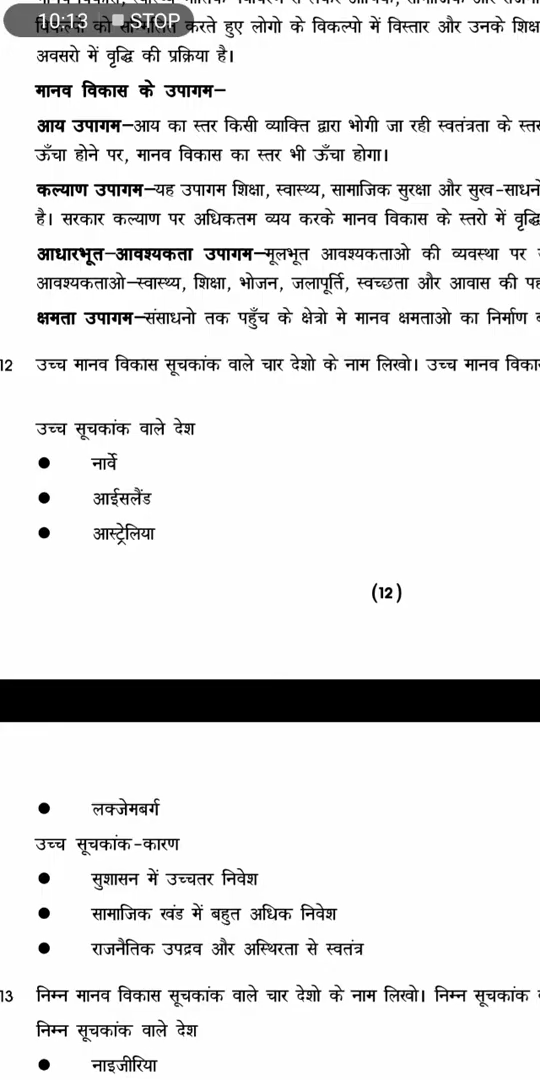 10:13 STOP
करते हुए लोगो के विकल्पो में विस्तार और उनके
अवसरो में वृद्धि की प्रक्रिया है।
मानव विकास के उपागम–
आय उपागम–आय का स्तर किसी व्याक्ति द्वारा भोगी जा रही स्वतंत्रता के
ऊँचा होने पर, मानव विकास का स्तर भी ऊँचा होगा।
कल्याण उपागम–यह उपागम शिक्षा, स्वास्थ्य, सामाजिक सुरक्षा और
है। सरकार कल्याण पर अधिकतम व्यय करके मानव विकास के स्तरो में
आधारभूत–आवश्यकता उपागम–मूलभूत आवश्यकताओ की व्यवस्था पर
आवश्यकताओ–स्वास्थ्य, शिक्षा, भोजन, जलापूर्ति, स्वच्छता और आवास की
क्षमता उपागम–संसाधनो तक पहुँच के क्षेत्रो मे मानव क्षमताओ का निर्माण
12 उच्च मानव विकास सूचकांक वाले चार देशो के नाम लिखो। उच्च मानव
उच्च सूचकांक वाले देश
● नार्वे
● आईसलैंड
● आस्ट्रेलिया
(12)
● लक्जेमबर्ग
उच्च सूचकांक-कारण
● सुशासन में उच्चतर निवेश
● सामाजिक खंड में बहुत अधिक निवेश
● राजनैतिक उपद्रव और अस्थिरता से स्वतंत्र
13 निम्न मानव विकास सूचकांक वाले चार देशो के नाम लिखो। निम्न सूचकांक
निम्न सूचकांक वाले देश
● नाइजीरिया